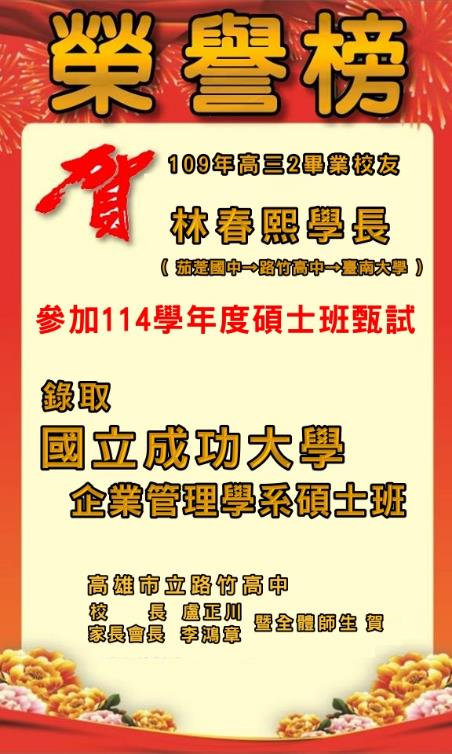 榮譽榜
賀
109年高三2畢業校友
林春熙學長
(茄萣國中→路竹高中→臺南大學)
參加114學年度碩士班甄試
錄取
國立成功大學
企業管理學系碩士班
高雄市立路竹高中
校 長 盧正川
家長會長 李鴻章
暨全體師生 賀